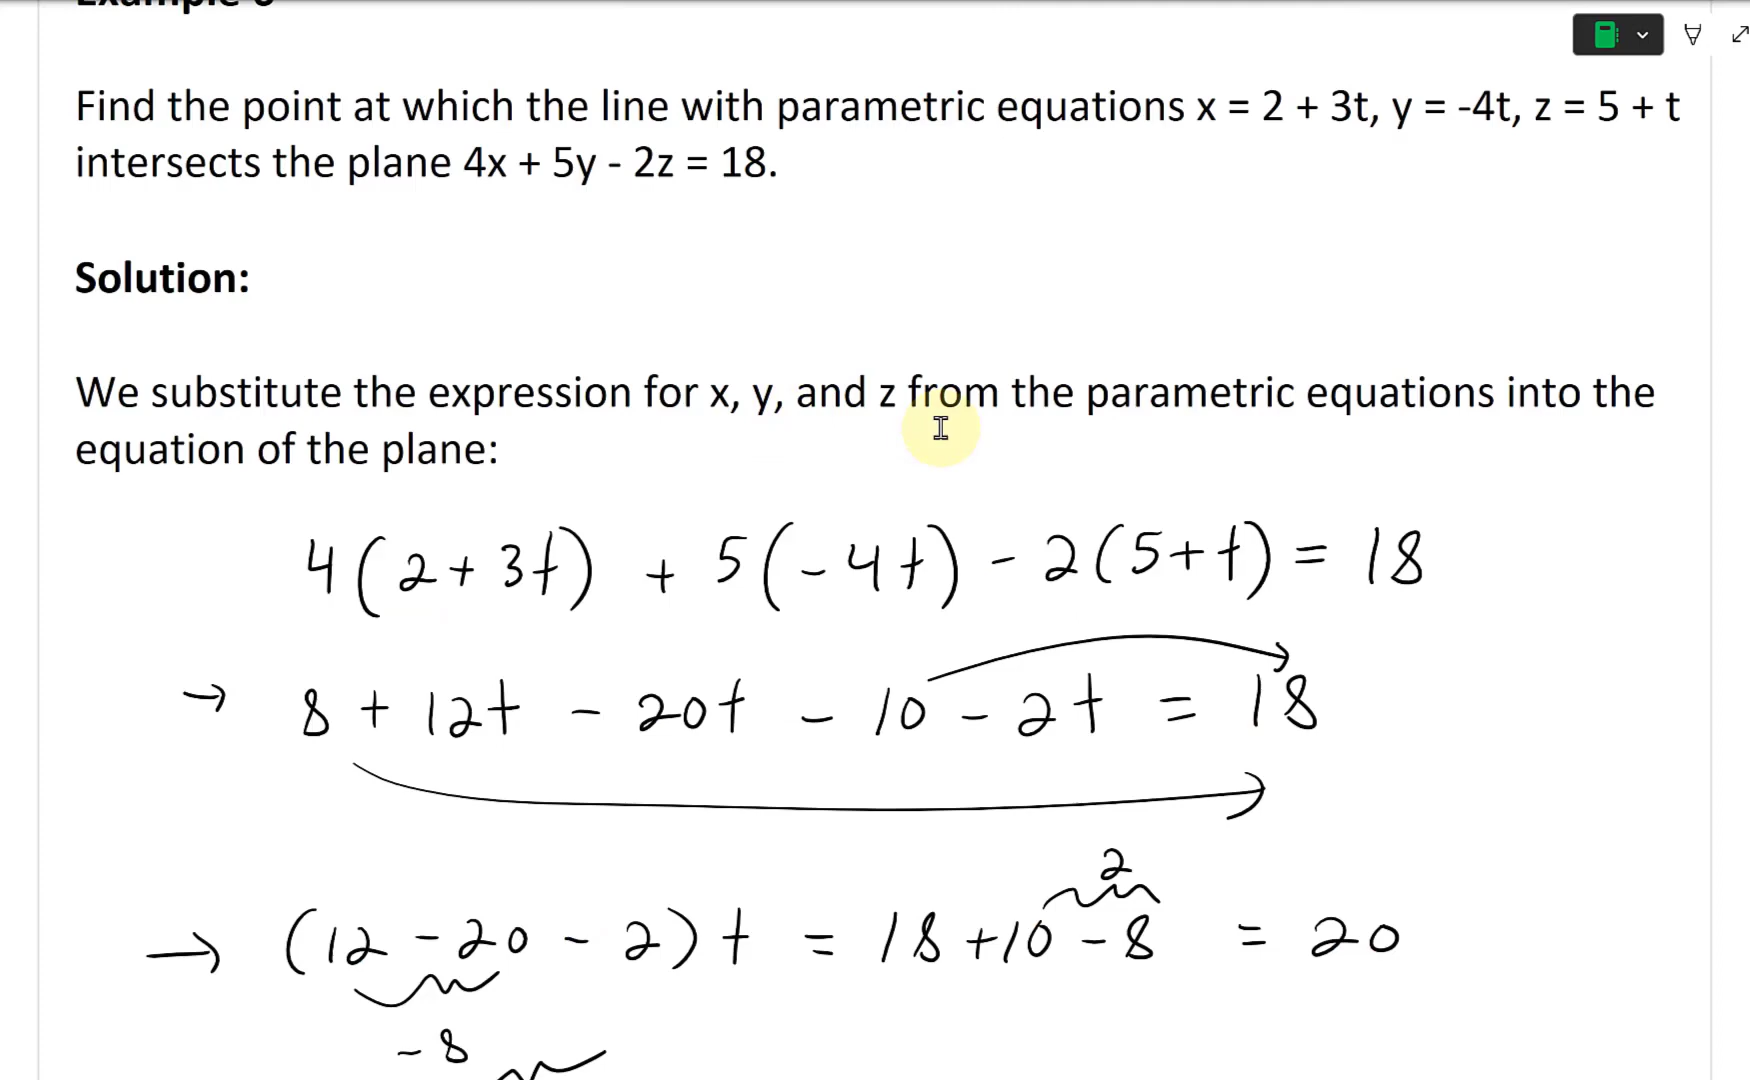 Example 6
Find the point at which the line with parametric equations x = 2 + 3t, y = -4t, z = 5 + t
intersects the plane 4x + 5y - 2z = 18.
Solution:
We substitute the expression for x, y, and z from the parametric equations into the
equation of the plane:
4(2+3t) + 5(-4t) - 2(5+t) = 18
→ 8 + 12t - 20t - 10 - 2t = 18
2
→ (12 - 20 - 2)t = 18 + 10 - 8 = 20
-8